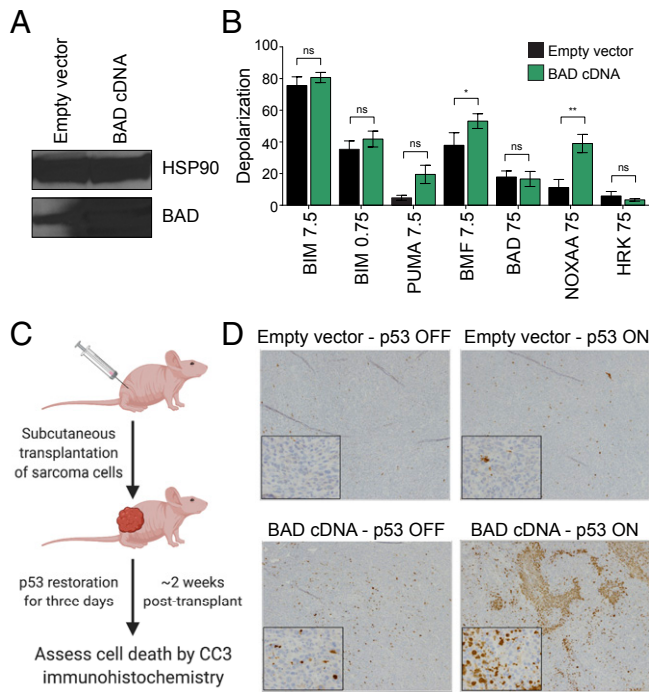 A
Empty vector
BAD cDNA
HSP90
BAD
B
Depolarization
100
80
60
40
20
0
Empty vector
BAD cDNA
ns
ns
ns
*
ns
**
ns
BIM 7.5
BIM 0.75
PUMA 7.5
BMF 7.5
BAD 75
NOXAA 75
HRK 75
C
Subcutaneous
transplantation
of sarcoma cells
p53 restoration
for three days
~2 weeks
post-transplant
Assess cell death by CC3
immunohistochemistry
D
Empty vector - p53 OFF
Empty vector - p53 ON
BAD cDNA - p53 OFF
BAD cDNA - p53 ON